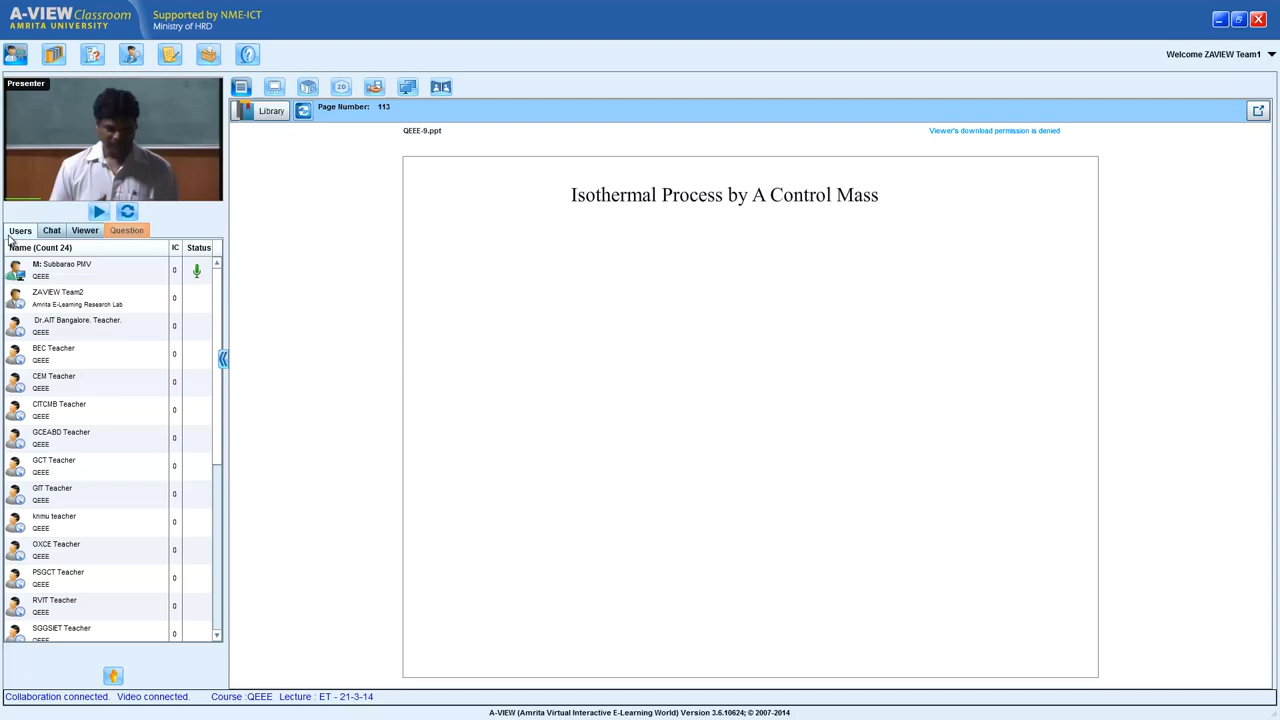 A-VIEW Classroom
AMRITA UNIVERSITY
Supported by NME-ICT
Ministry of HRD
Welcome ZAVIEW Team1
Presenter
Library
Page Number: 113
QEEE-9.ppt
Viewer's download permission is denied
Isothermal Process by A Control Mass
Users Chat Viewer Question
Name (Count 24) IC Status
M: Subbarao PMV
QEEE
0
ZAVIEW Team2
Amrita E-Learning Research Lab
0
Dr.AIT Bangalore. Teacher.
QEEE
0
BEC Teacher
QEEE
0
CEM Teacher
QEEE
0
CITCMB Teacher
QEEE
0
GCEABD Teacher
QEEE
0
GCT Teacher
QEEE
0
GIT Teacher
QEEE
0
knmu teacher
QEEE
0
OXCE Teacher
QEEE
0
PSGCT Teacher
QEEE
0
RVIT Teacher
QEEE
0
SGGSIET Teacher
QEEE
0
Collaboration connected. Video connected. Course :QEEE Lecture : ET - 21-3-14
A-VIEW (Amrita Virtual Interactive E-Learning World) Version 3.6.10624; © 2007-2014